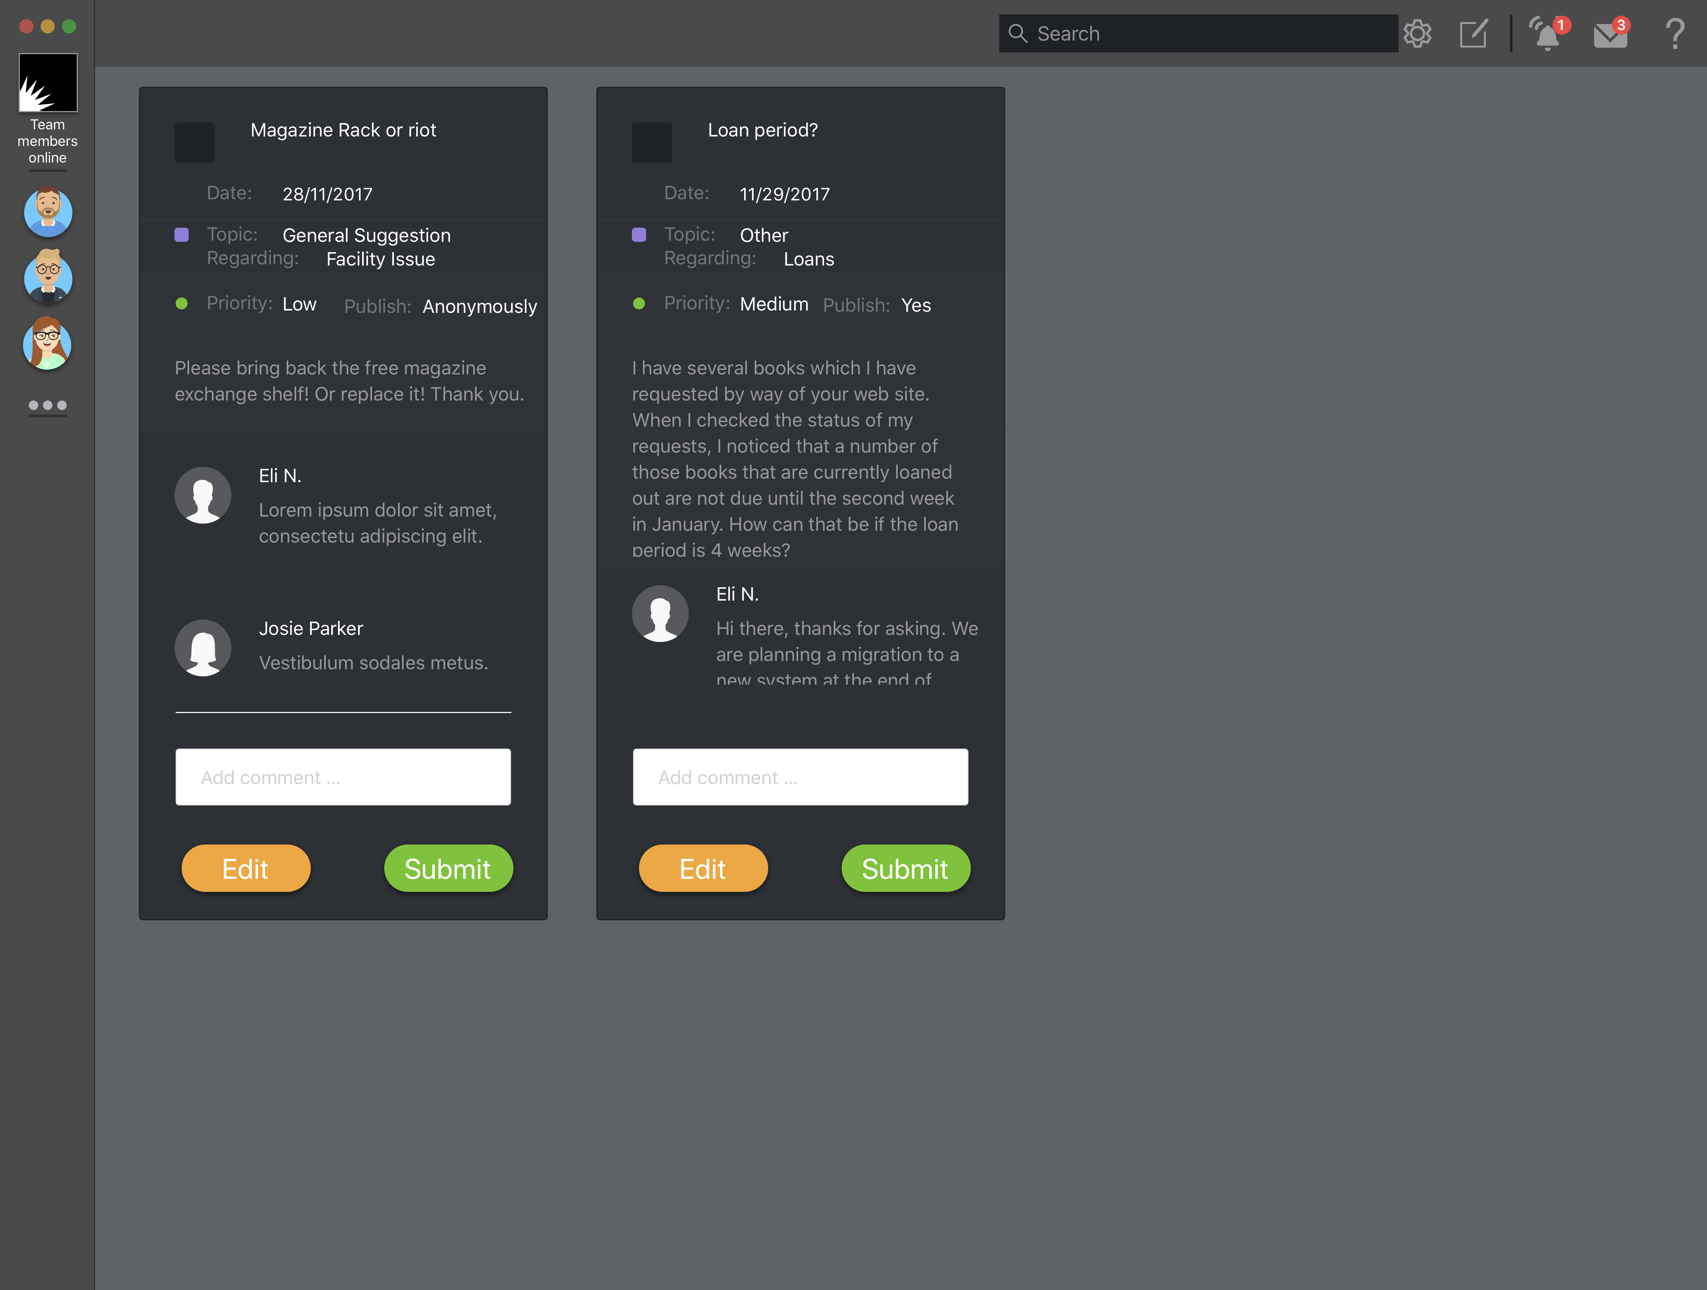 Search
1
3
?
Team
members
online
Magazine Rack or riot
Date: 28/11/2017
Topic: General Suggestion
Regarding: Facility Issue
Priority: Low Publish: Anonymously
Please bring back the free magazine
exchange shelf! Or replace it! Thank you.
Eli N.
Lorem ipsum dolor sit amet,
consectetu adipiscing elit.
Josie Parker
Vestibulum sodales metus.
Add comment ...
Edit Submit
Loan period?
Date: 11/29/2017
Topic: Other
Regarding: Loans
Priority: Medium Publish: Yes
I have several books which I have
requested by way of your web site.
When I checked the status of my
requests, I noticed that a number of
those books that are currently loaned
out are not due until the second week
in January. How can that be if the loan
period is 4 weeks?
Eli N.
Hi there, thanks for asking. We
are planning a migration to a
new system at the end of
Add comment ...
Edit Submit